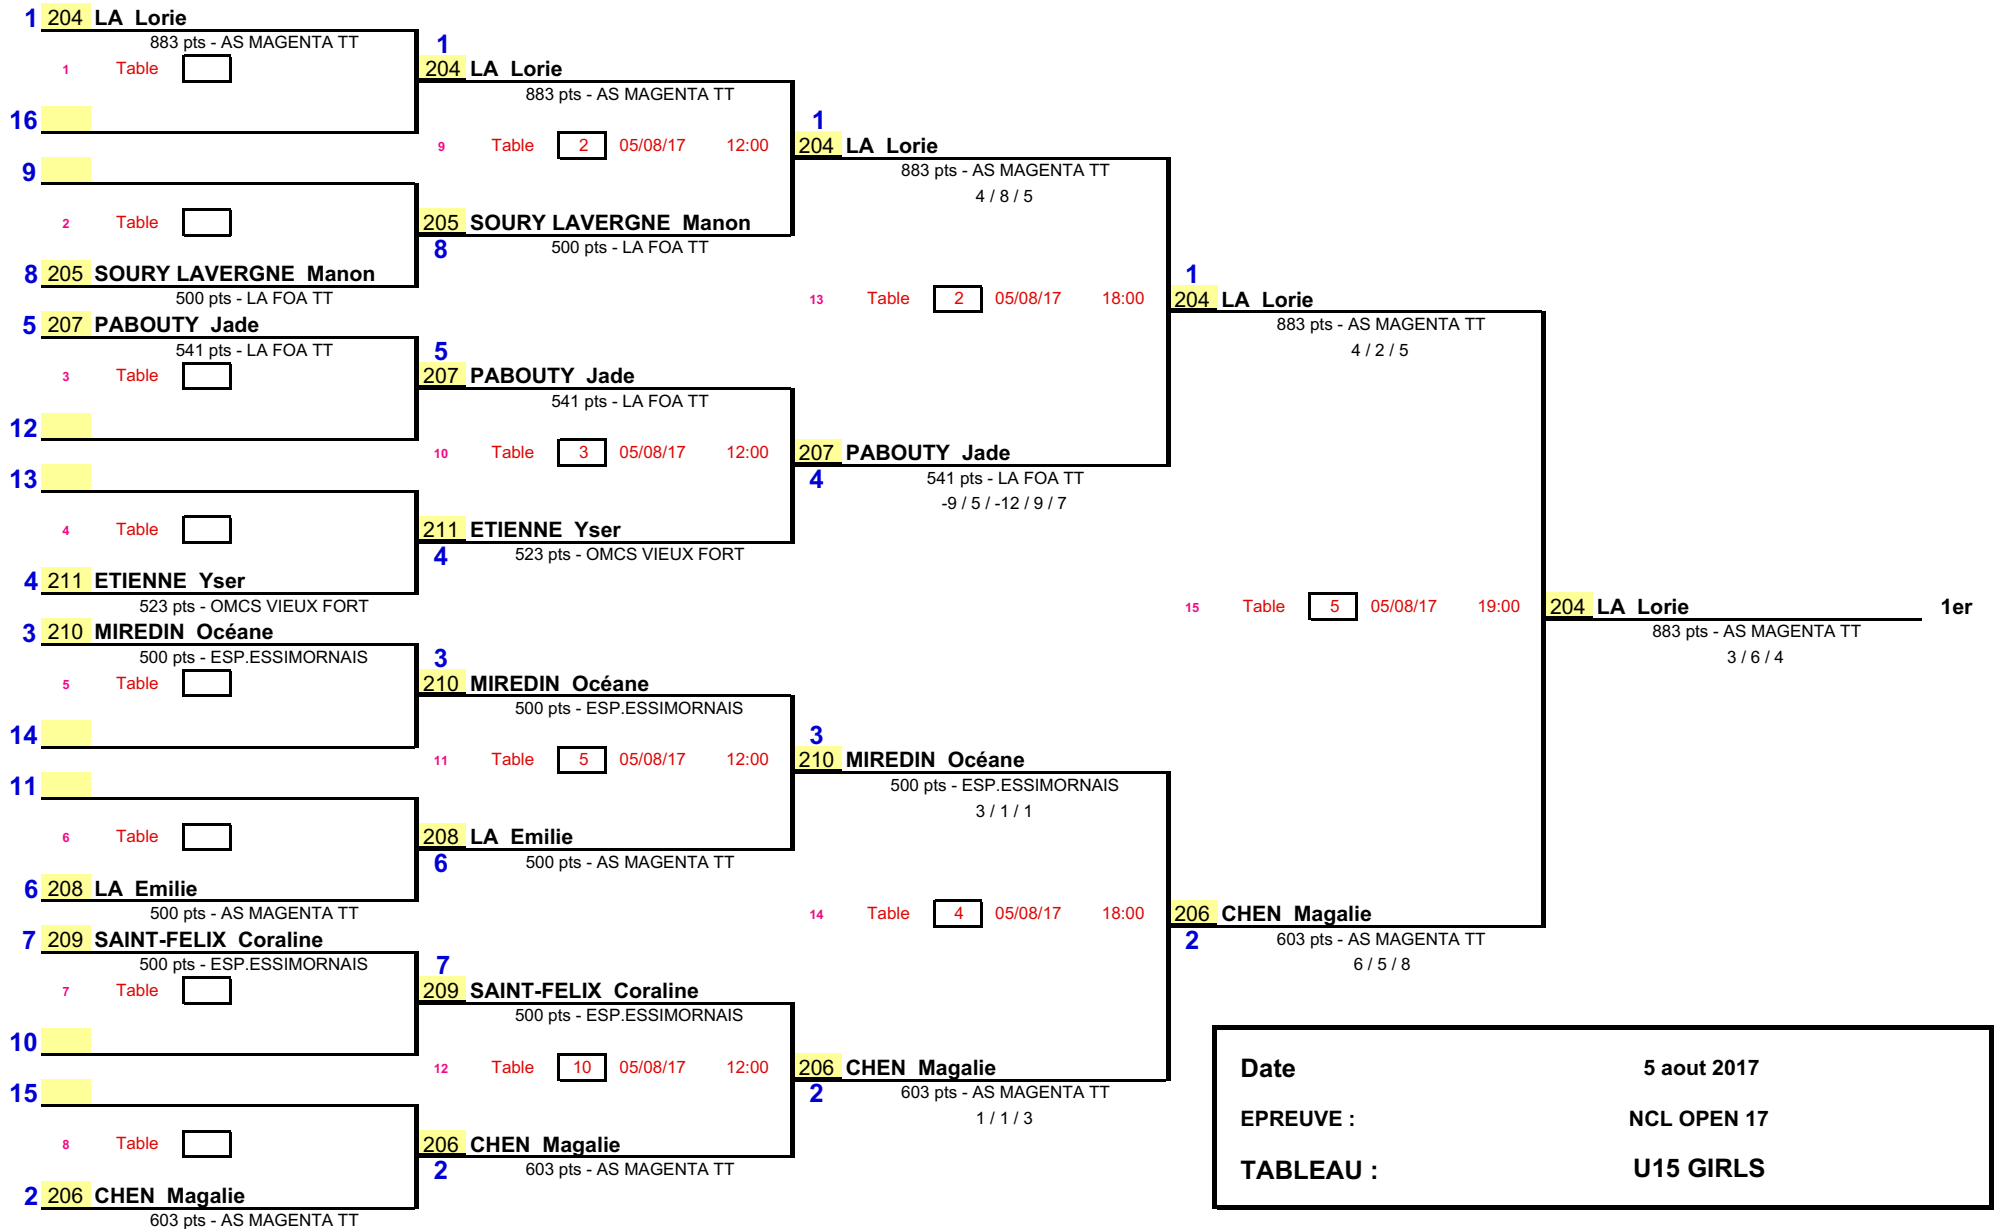 1 204 LA Lorie
883 pts - AS MAGENTA TT
1 Table
16
9
2 Table
8 205 SOURY LAVERGNE Manon
500 pts - LA FOA TT
5 207 PABOUTY Jade
541 pts - LA FOA TT
3 Table
12
13
4 Table
4 211 ETIENNE Yser
523 pts - OMCS VIEUX FORT
3 210 MIREDIN Océane
500 pts - ESP.ESSIMORNAIS
5 Table
14
11
6 Table
6 208 LA Emilie
500 pts - AS MAGENTA TT
7 209 SAINT-FELIX Coraline
500 pts - ESP.ESSIMORNAIS
7 Table
10
15
8 Table
2 206 CHEN Magalie
603 pts - AS MAGENTA TT
1
204 LA Lorie
883 pts - AS MAGENTA TT
9 Table 2 05/08/17 12:00
205 SOURY LAVERGNE Manon
8
500 pts - LA FOA TT
5
207 PABOUTY Jade
541 pts - LA FOA TT
10 Table 3 05/08/17 12:00
211 ETIENNE Yser
4
523 pts - OMCS VIEUX FORT
3
210 MIREDIN Océane
500 pts - ESP.ESSIMORNAIS
11 Table 5 05/08/17 12:00
208 LA Emilie
6
500 pts - AS MAGENTA TT
7
209 SAINT-FELIX Coraline
500 pts - ESP.ESSIMORNAIS
12 Table 10 05/08/17 12:00
206 CHEN Magalie
2
603 pts - AS MAGENTA TT
1
204 LA Lorie
883 pts - AS MAGENTA TT
4 / 8 / 5
13 Table 2 05/08/17 18:00
207 PABOUTY Jade
4
541 pts - LA FOA TT
-9 / 5 / -12 / 9 / 7
3
210 MIREDIN Océane
500 pts - ESP.ESSIMORNAIS
3 / 1 / 1
14 Table 4 05/08/17 18:00
206 CHEN Magalie
2
603 pts - AS MAGENTA TT
1 / 1 / 3
1
204 LA Lorie
883 pts - AS MAGENTA TT
4 / 2 / 5
15 Table 5 05/08/17 19:00
206 CHEN Magalie
2
603 pts - AS MAGENTA TT
6 / 5 / 8
204 LA Lorie 1er
883 pts - AS MAGENTA TT
3 / 6 / 4
Date 5 aout 2017
EPREUVE : NCL OPEN 17
TABLEAU : U15 GIRLS